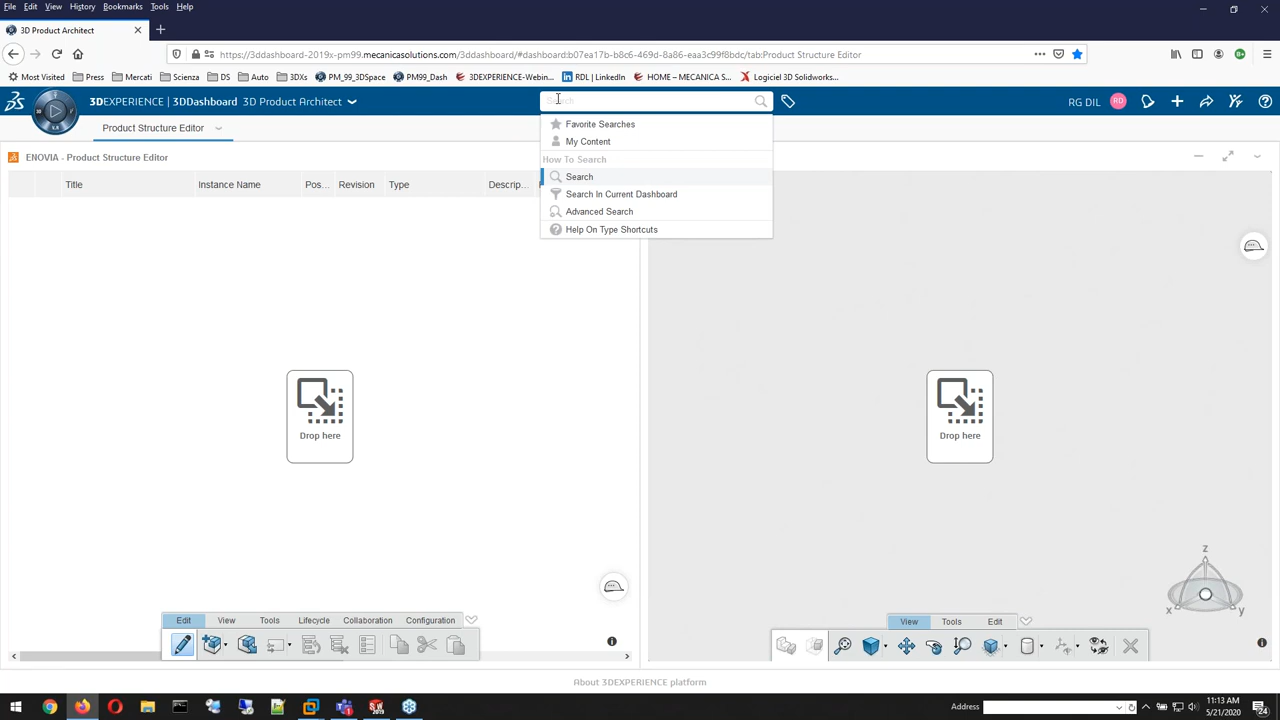 File Edit View History Bookmarks Tools Help
3D Product Architect
https://3ddashboard-2019x-pm99.mecanicasolutions.com/3ddashboard/#dashboard:b07ea17b-b8c6-469d-8a86-eaa3c99f8bdc/tab:Product Structure Editor
Most Visited Press Mercati Scienza DS Auto 3DXs PM_99_3DSpace PM99_Dash 3DEXPERIENCE-Webin... RDL | LinkedIn HOME – MECANICA S... Logiciel 3D Solidworks...
3DEXPERIENCE | 3DDashboard 3D Product Architect
Search
RG DIL RD
Product Structure Editor
Favorite Searches
My Content
How To Search
Search
Search In Current Dashboard
Advanced Search
Help On Type Shortcuts
ENOVIA - Product Structure Editor
Title Instance Name Pos... Revision Type Descrip...
Drop here
Drop here
z
x y
Edit View Tools Lifecycle Collaboration Configuration
View Tools Edit
About 3DEXPERIENCE platform
Address
11:13 AM
5/21/2020
24